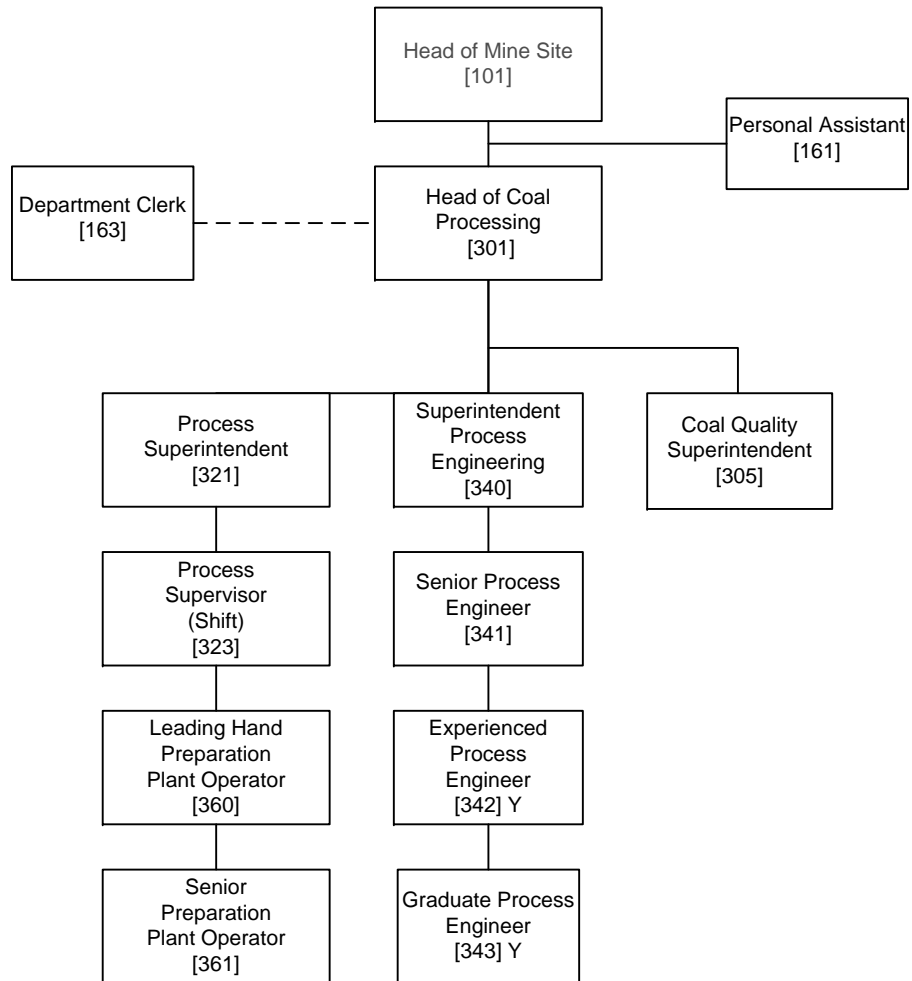 Head of Mine Site
[101]
Personal Assistant
[161]
Department Clerk
[163]
Head of Coal
Processing
[301]
Process
Superintendent
[321]
Superintendent
Process
Engineering
[340]
Coal Quality
Superintendent
[305]
Process
Supervisor
(Shift)
[323]
Senior Process
Engineer
[341]
Leading Hand
Preparation
Plant Operator
[360]
Experienced
Process
Engineer
[342] Y
Senior
Preparation
Plant Operator
[361]
Graduate Process
Engineer
[343] Y